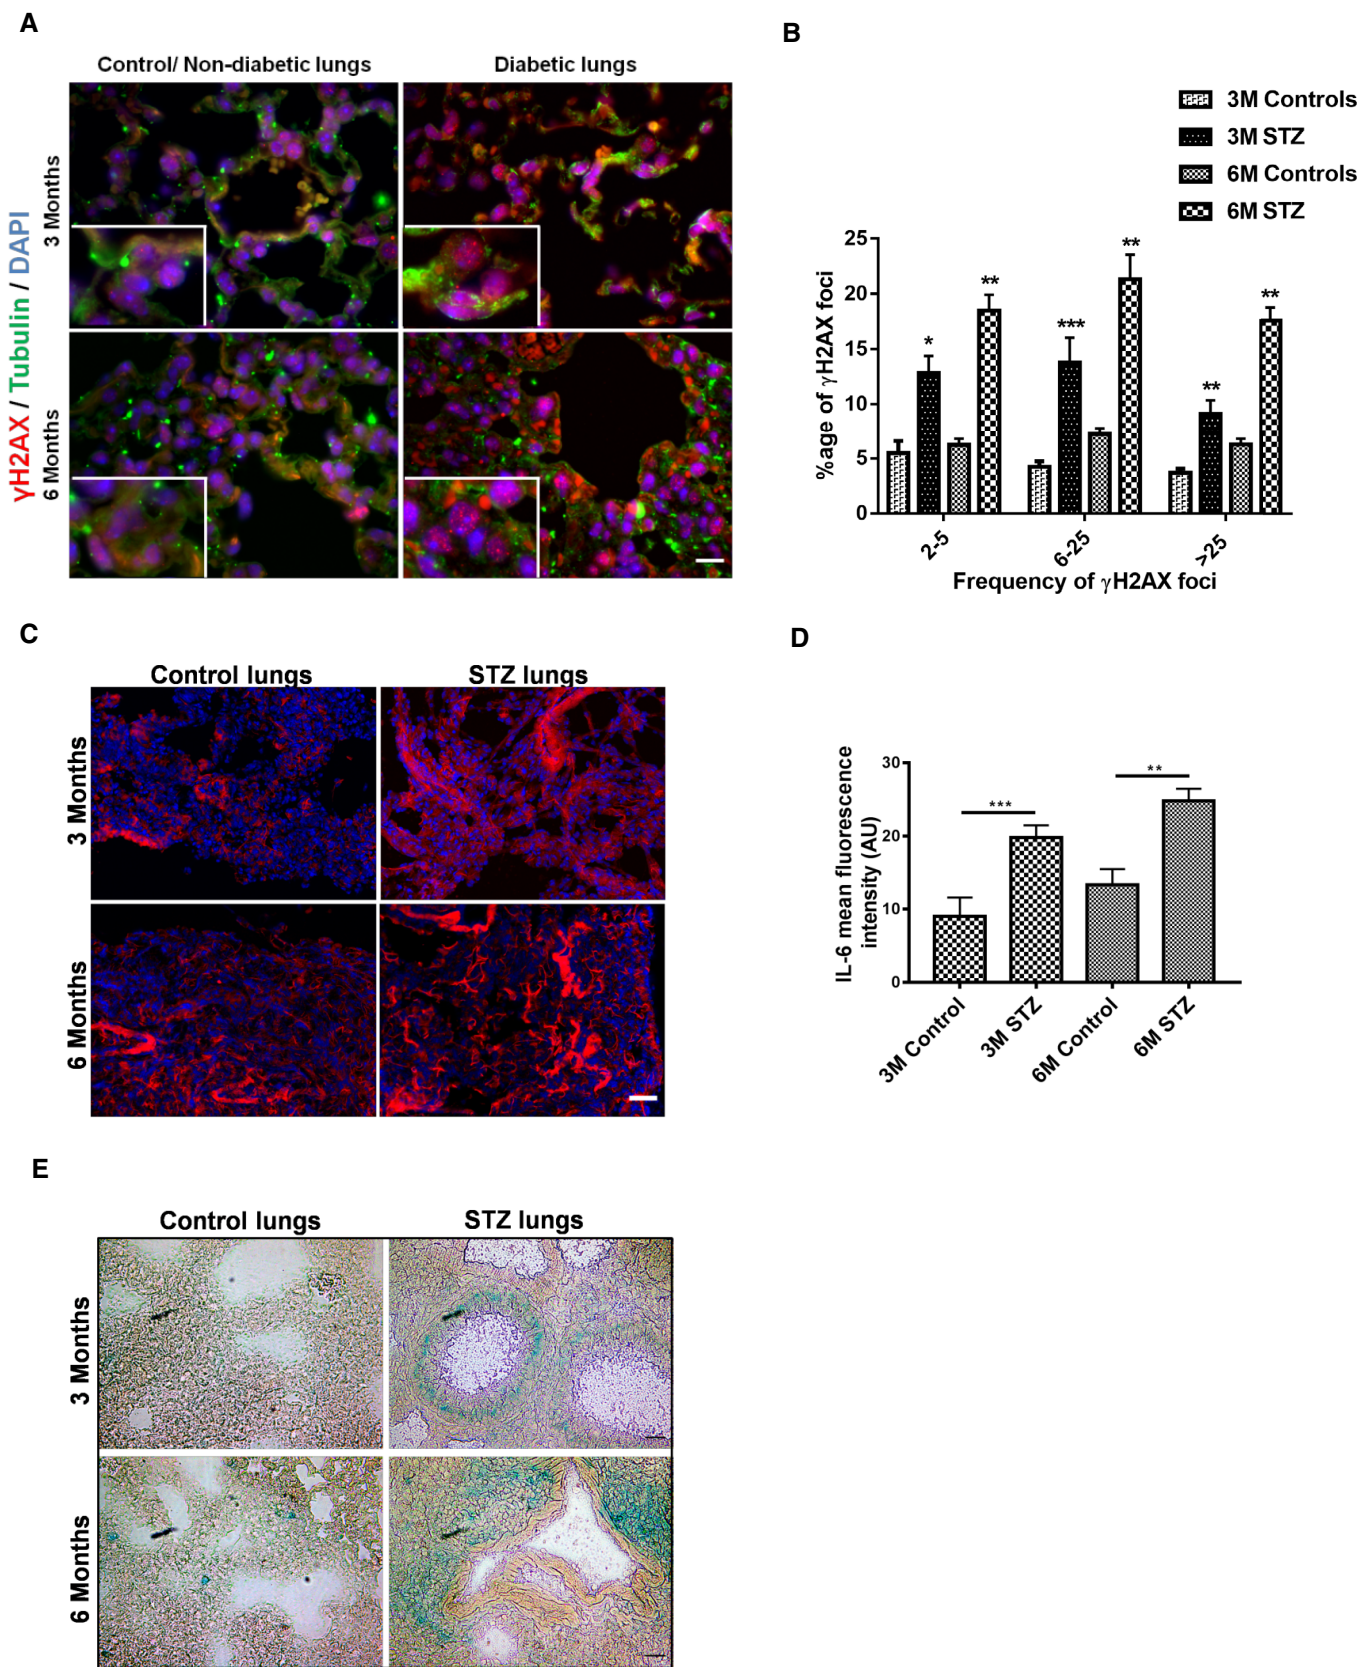 A
Control/ Non-diabetic lungs
Diabetic lungs
γH2AX / Tubulin / DAPI
3 Months
6 Months
B
3M Controls
3M STZ
6M Controls
6M STZ
%age of γH2AX foci
25
20
15
10
5
0
*
**
***
**
**
**
2-5
6-25
>25
Frequency of γH2AX foci
C
Control lungs
STZ lungs
3 Months
6 Months
D
IL-6 mean fluorescence
intensity (AU)
30
20
10
0
***
**
3M Control
3M STZ
6M Control
6M STZ
E
Control lungs
STZ lungs
3 Months
6 Months